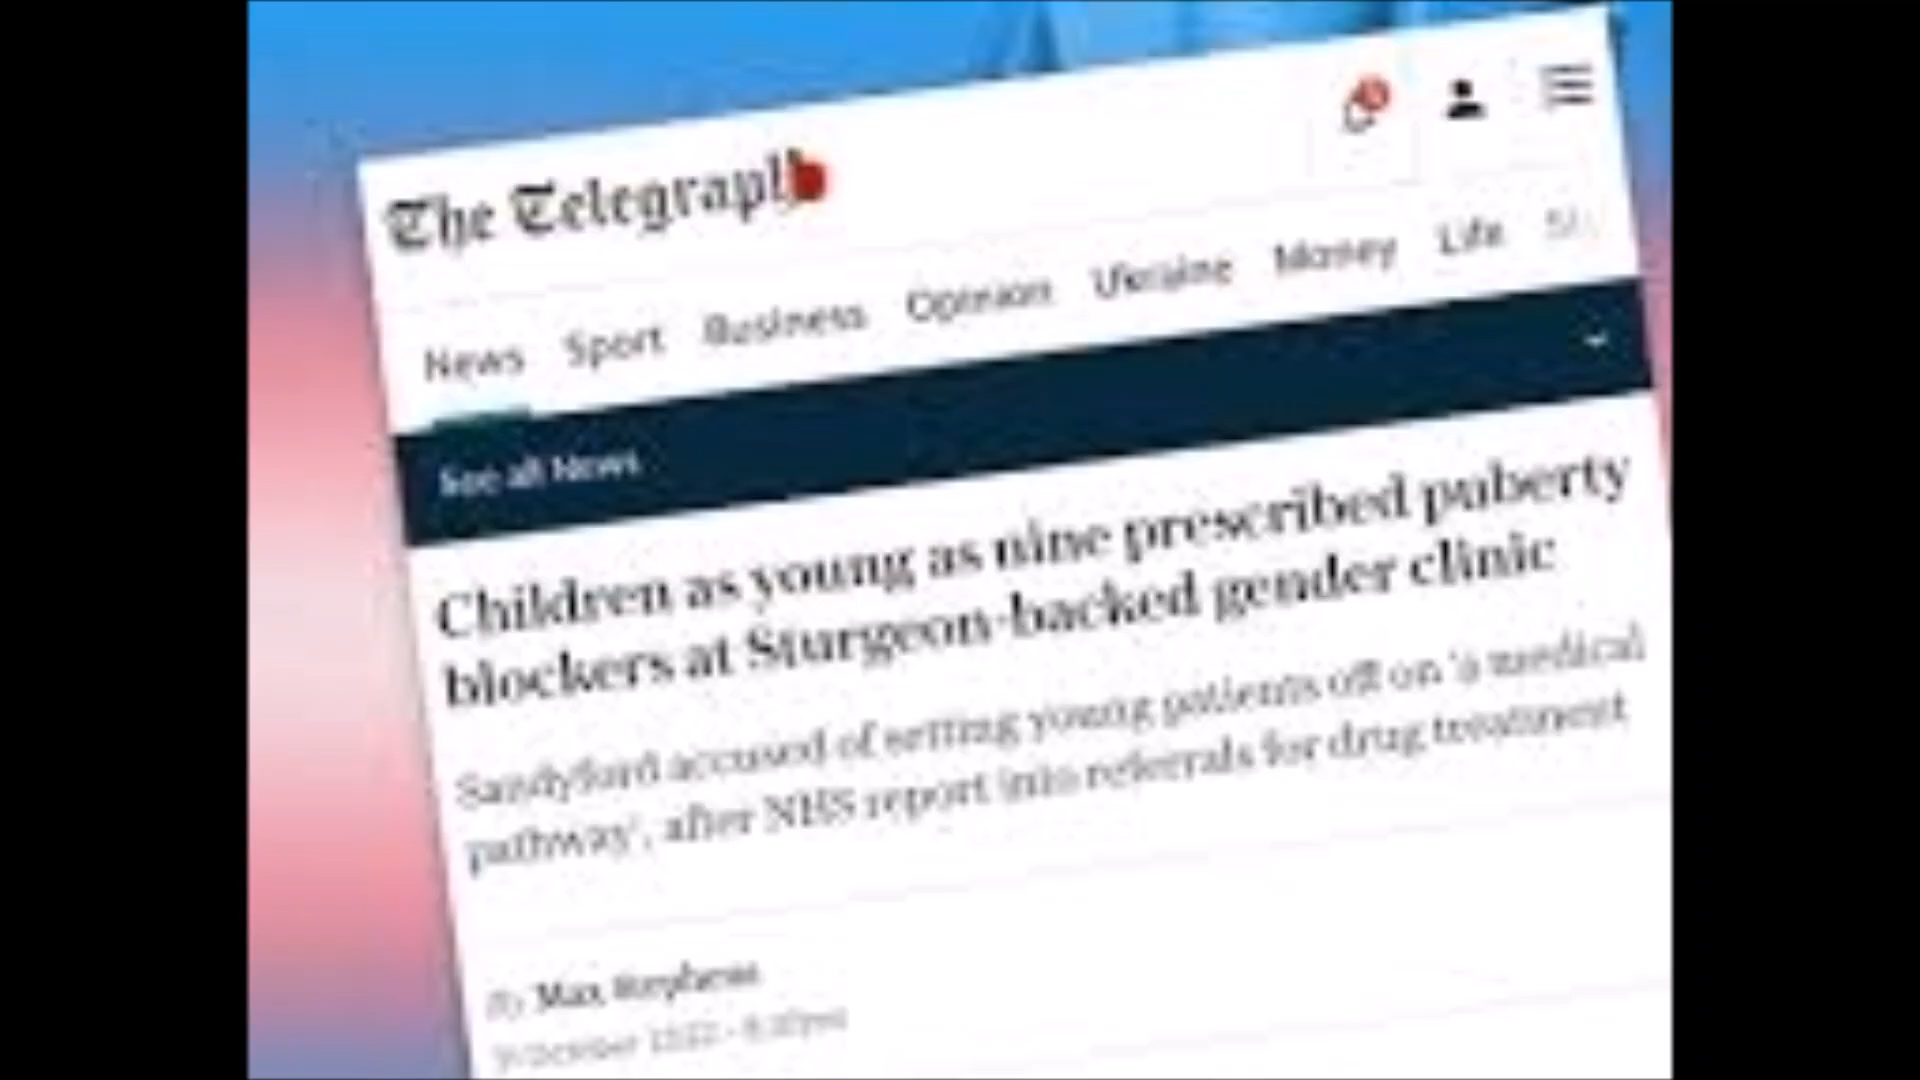 The Telegraph
News Sport Business Opinion Ukraine Money Life
See all News
Children as young as nine prescribed puberty
blockers at Sturgeon-backed gender clinic
Sandyford accused of setting young patients off on 'a medical
pathway', after NHS report into referrals for drug treatment
By Max Stephens